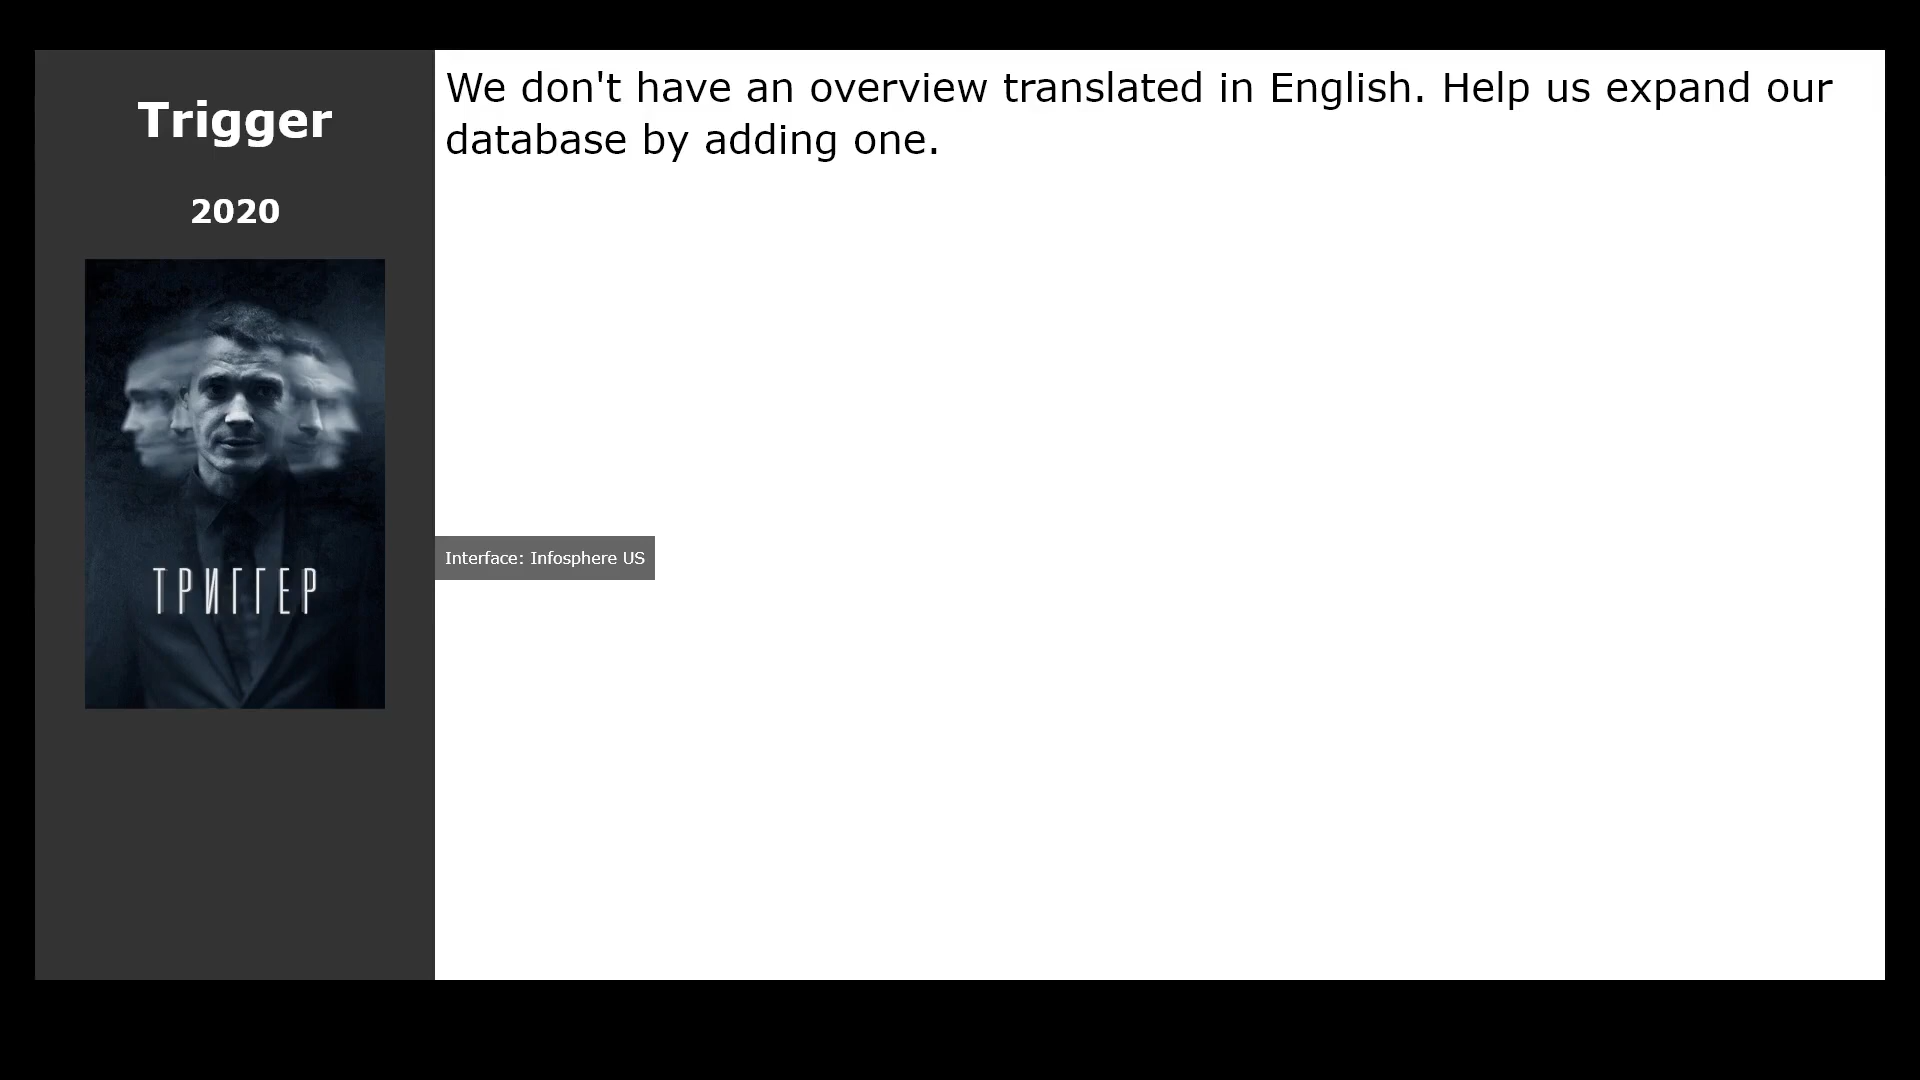 Trigger
2020
ТРИГГЕР
We don't have an overview translated in English. Help us expand our
database by adding one.
Interface: Infosphere US